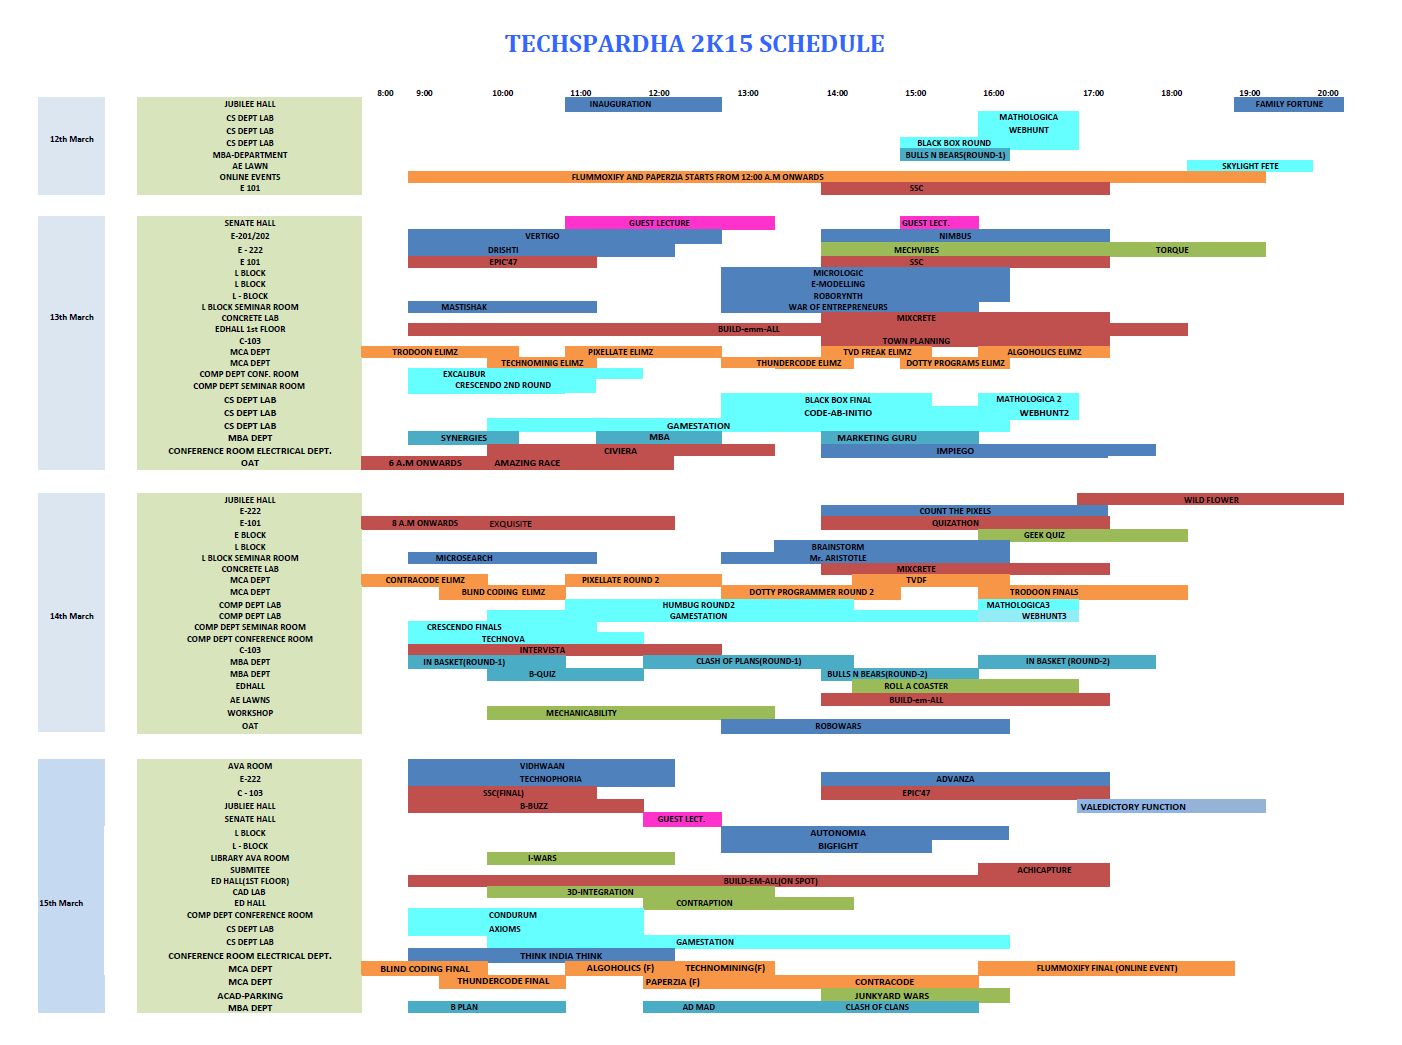 TECHSPARDHA 2K15 SCHEDULE
8:00 9:00 10:00 11:00 12:00 13:00 14:00 15:00 16:00 17:00 18:00 19:00 20:00
JUBILEE HALL INAUGURATION FAMILY FORTUNE
CS DEPT LAB MATHOLOGICA
CS DEPT LAB WEBHUNT
12th March
CS DEPT LAB BLACK BOX ROUND
MBA-DEPARTMENT BULLS N BEARS(ROUND-1)
AE LAWN SKYLIGHT FETE
ONLINE EVENTS FLUMMOXIFY AND PAPERZIA STARTS FROM 12:00 A.M ONWARDS
E 101 SSC
SENATE HALL GUEST LECTURE GUEST LECT.
E-201/202 VERTIGO NIMBUS
E - 222 DRISHTI MECHVIBES TORQUE
E 101 EPIC'47 SSC
L BLOCK MICROLOGIC
L BLOCK E-MODELLING
L - BLOCK ROBORYNTH
L BLOCK SEMINAR ROOM MASTISHAK WAR OF ENTREPRENEURS
13th March CONCRETE LAB MIXCRETE
EDHALL 1st FLOOR BUILD-emm-ALL
C-103 TOWN PLANNING
MCA DEPT TRODOON ELIMZ PIXELLATE ELIMZ TVD FREAK ELIMZ ALGOHOLICS ELIMZ
MCA DEPT TECHNOMINIG ELIMZ THUNDERCODE ELIMZ DOTTY PROGRAMS ELIMZ
COMP DEPT CONF. ROOM EXCALIBUR
COMP DEPT SEMINAR ROOM CRESCENDO 2ND ROUND
CS DEPT LAB BLACK BOX FINAL MATHOLOGICA 2
CS DEPT LAB CODE-AB-INITIO WEBHUNT2
CS DEPT LAB GAMESTATION
MBA DEPT SYNERGIES MBA MARKETING GURU
CONFERENCE ROOM ELECTRICAL DEPT. CIVIERA IMPIEGO
OAT 6 A.M ONWARDS AMAZING RACE
JUBILEE HALL WILD FLOWER
E-222 COUNT THE PIXELS
E-101 8 A.M ONWARDS EXQUISITE QUIZATHON
E BLOCK GEEK QUIZ
L BLOCK BRAINSTORM
L BLOCK SEMINAR ROOM MICROSEARCH Mr. ARISTOTLE
CONCRETE LAB MIXCRETE
MCA DEPT CONTRACODE ELIMZ PIXELLATE ROUND 2 TVDF
MCA DEPT BLIND CODING ELIMZ DOTTY PROGRAMMER ROUND 2 TRODOON FINALS
COMP DEPT LAB HUMBUG ROUND2 MATHOLOGICA3
14th March COMP DEPT LAB GAMESTATION WEBHUNT3
COMP DEPT SEMINAR ROOM CRESCENDO FINALS
COMP DEPT CONFERENCE ROOM TECHNOVA
C-103 INTERVISTA
MBA DEPT IN BASKET(ROUND-1) CLASH OF PLANS(ROUND-1) IN BASKET (ROUND-2)
MBA DEPT B-QUIZ BULLS N BEARS(ROUND-2)
EDHALL ROLL A COASTER
AE LAWNS BUILD-em-ALL
WORKSHOP MECHANICABILITY
OAT ROBOWARS
AVA ROOM VIDHWAAN
E-222 TECHNOPHORIA ADVANZA
C - 103 SSC(FINAL) EPIC'47
JUBLIEE HALL B-BUZZ VALEDICTORY FUNCTION
SENATE HALL GUEST LECT.
L BLOCK AUTONOMIA
L - BLOCK BIGFIGHT
LIBRARY AVA ROOM I-WARS
SUBMITEE ACHICAPTURE
ED HALL(1ST FLOOR) BUILD-EM-ALL(ON SPOT)
CAD LAB 3D-INTEGRATION
15th March ED HALL CONTRAPTION
COMP DEPT CONFERENCE ROOM CONDURUM
CS DEPT LAB AXIOMS
CS DEPT LAB GAMESTATION
CONFERENCE ROOM ELECTRICAL DEPT. THINK INDIA THINK
MCA DEPT BLIND CODING FINAL ALGOHOLICS (F) TECHNOMINING(F) FLUMMOXIFY FINAL (ONLINE EVENT)
MCA DEPT THUNDERCODE FINAL PAPERZIA (F) CONTRACODE
ACAD-PARKING JUNKYARD WARS
MBA DEPT B PLAN AD MAD CLASH OF CLANS